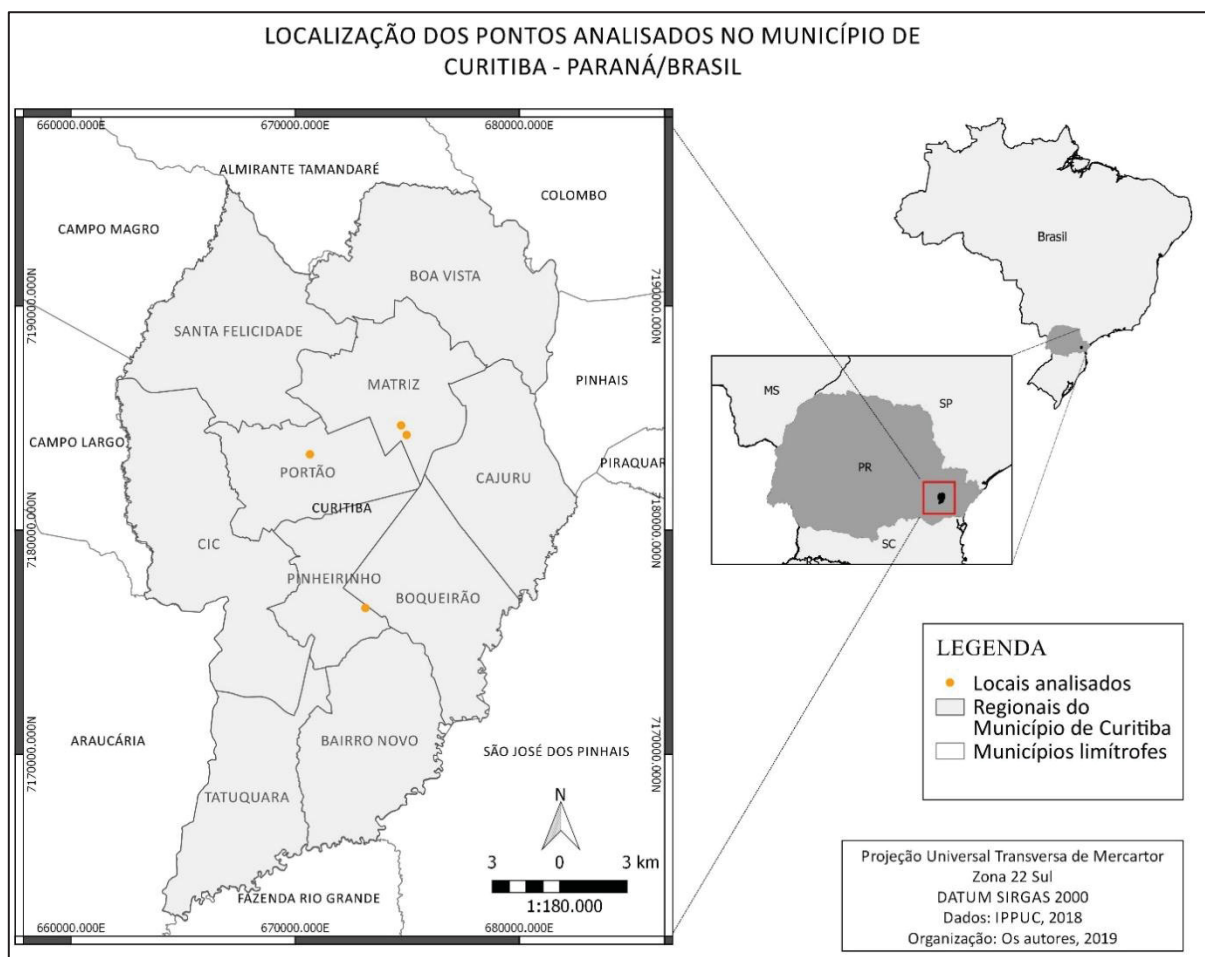 LOCALIZAÇÃO DOS PONTOS ANALISADOS NO MUNICÍPIO DE
CURITIBA - PARANÁ/BRASIL
660000.000E
670000.000E
680000.000E
7190000.000N
7180000.000N
7170000.000N
7190000.000N
7180000.000N
7170000.000N
ALMIRANTE TAMANDARÉ
COLOMBO
CAMPO MAGRO
BOA VISTA
SANTA FELICIDADE
MATRIZ
PINHAIS
CAMPO LARGO
PORTÃO
CAJURU
PIRAQUAR
CURITIBA
CIC
PINHEIRINHO
BOQUEIRÃO
ARAUCÁRIA
BAIRRO NOVO
SÃO JOSÉ DOS PINHAIS
TATUQUARA
N
3 0 3 km
1:180.000
FAZENDA RIO GRANDE
660000.000E
670000.000E
680000.000E
Brasil
MS
SP
PR
SC
LEGENDA
Locais analisados
Regionais do
Município de Curitiba
Municípios limítrofes
Projeção Universal Transversa de Mercartor
Zona 22 Sul
DATUM SIRGAS 2000
Dados: IPPUC, 2018
Organização: Os autores, 2019